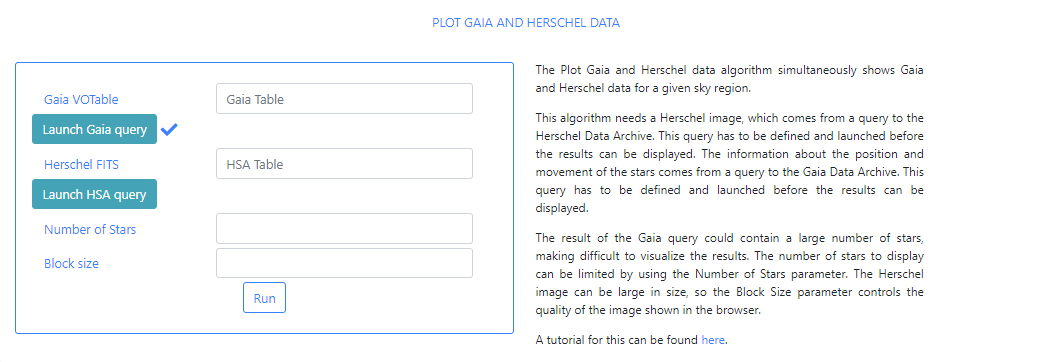 PLOT GAIA AND HERSCHEL DATA
Gaia VOTable
Gaia Table
Launch Gaia query
Herschel FITS
HSA Table
Launch HSA query
Number of Stars
Block size
Run
The Plot Gaia and Herschel data algorithm simultaneously shows Gaia
and Herschel data for a given sky region.
This algorithm needs a Herschel image, which comes from a query to the
Herschel Data Archive. This query has to be defined and launched before
the results can be displayed. The information about the position and
movement of the stars comes from a query to the Gaia Data Archive. This
query has to be defined and launched before the results can be
displayed.
The result of the Gaia query could contain a large number of stars,
making difficult to visualize the results. The number of stars to display
can be limited by using the Number of Stars parameter. The Herschel
image can be large in size, so the Block Size parameter controls the
quality of the image shown in the browser.
A tutorial for this can be found here.